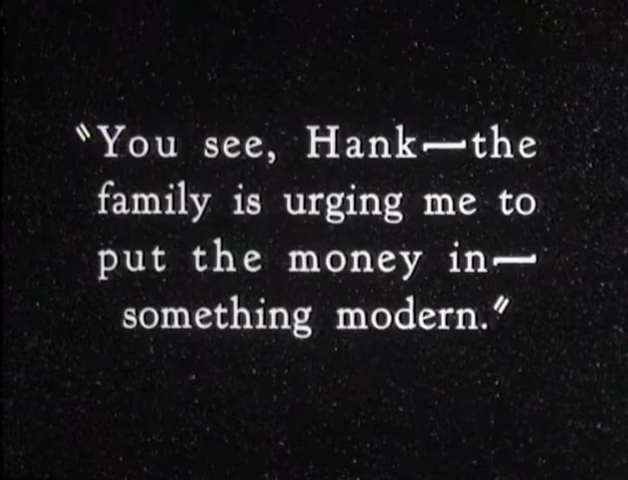 "You see, Hank—the
family is urging me to
put the money in—
something modern."